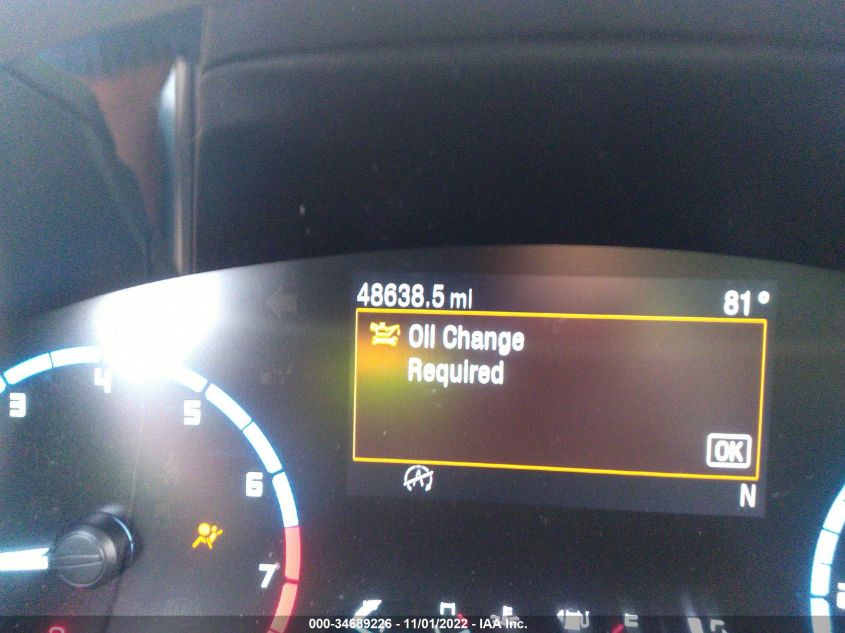 48638.5 mi 81°
Oil Change
Required
OK
N
3 4 5 6 7
000-34689226 - 11/01/2022 - IAA Inc.